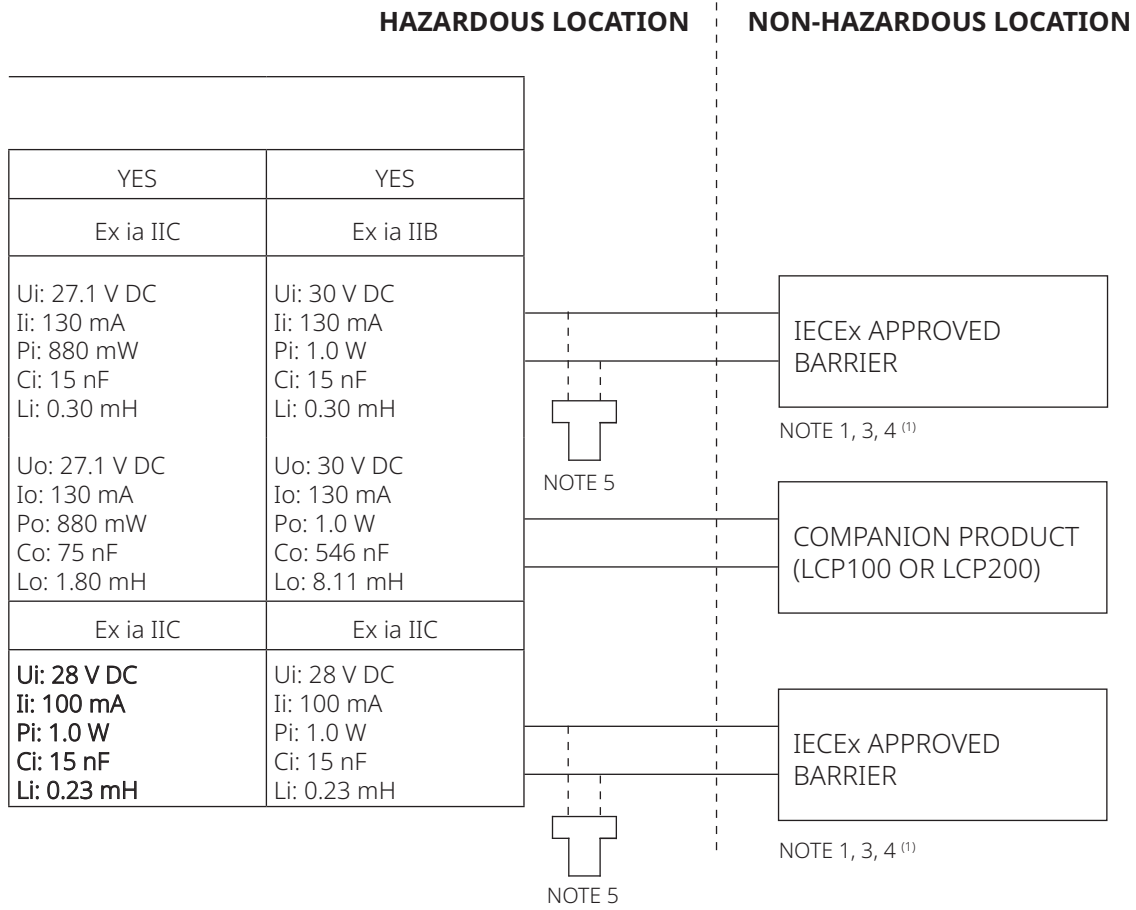 HAZARDOUS LOCATION
NON-HAZARDOUS LOCATION
YES
YES
Ex ia IIC
Ex ia IIB
Ui: 27.1 V DC
Ii: 130 mA
Pi: 880 mW
Ci: 15 nF
Li: 0.30 mH
Uo: 27.1 V DC
Io: 130 mA
Po: 880 mW
Co: 75 nF
Lo: 1.80 mH
Ui: 30 V DC
Ii: 130 mA
Pi: 1.0 W
Ci: 15 nF
Li: 0.30 mH
Uo: 30 V DC
Io: 130 mA
Po: 1.0 W
Co: 546 nF
Lo: 8.11 mH
IECEx APPROVED
BARRIER
NOTE 1, 3, 4 (1)
NOTE 5
COMPANION PRODUCT
(LCP100 OR LCP200)
Ex ia IIC
Ex ia IIC
Ui: 28 V DC
Ii: 100 mA
Pi: 1.0 W
Ci: 15 nF
Li: 0.23 mH
Ui: 28 V DC
Ii: 100 mA
Pi: 1.0 W
Ci: 15 nF
Li: 0.23 mH
IECEx APPROVED
BARRIER
NOTE 1, 3, 4 (1)
NOTE 5